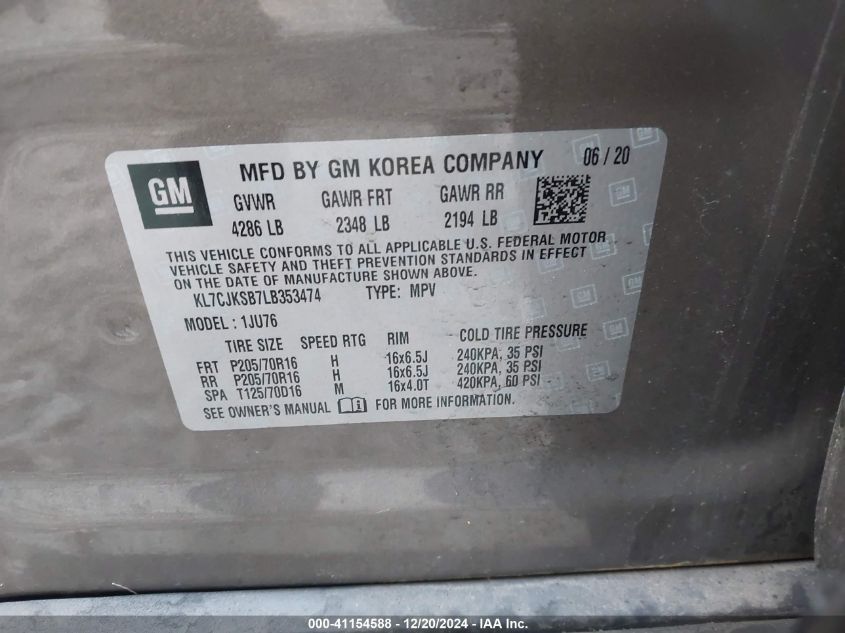 GM MFD BY GM KOREA COMPANY 06 / 20
GVWR GAWR FRT GAWR RR
4286 LB 2348 LB 2194 LB
THIS VEHICLE CONFORMS TO ALL APPLICABLE U.S. FEDERAL MOTOR
VEHICLE SAFETY AND THEFT PREVENTION STANDARDS IN EFFECT
ON THE DATE OF MANUFACTURE SHOWN ABOVE.
KL7CJKSB7LB353474 TYPE: MPV
MODEL : 1JU76
TIRE SIZE SPEED RTG RIM COLD TIRE PRESSURE
FRT P205/70R16 H 16x6.5J 240KPA, 35 PSI
RR P205/70R16 H 16x6.5J 240KPA, 35 PSI
SPA T125/70D16 M 16x4.0T 420KPA, 60 PSI
SEE OWNER'S MANUAL FOR MORE INFORMATION.
000-41154588 - 12/20/2024 - IAA Inc.